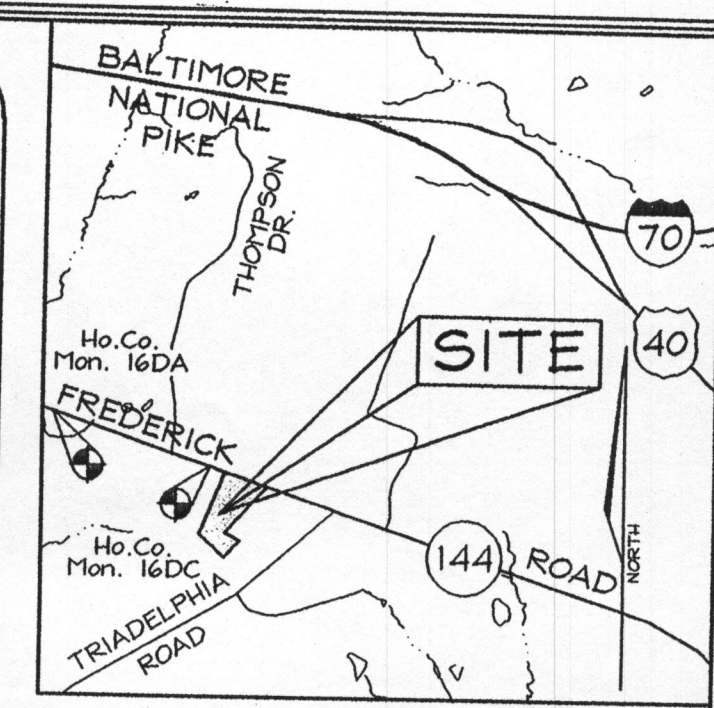 BALTIMORE
NATIONAL
PIKE
THOMPSON
DR.
70
40
SITE
Ho.Co.
Mon. 16DA
FREDERICK
Ho.Co.
Mon. 16DC
144
ROAD
NORTH
TRIADELPHIA
ROAD